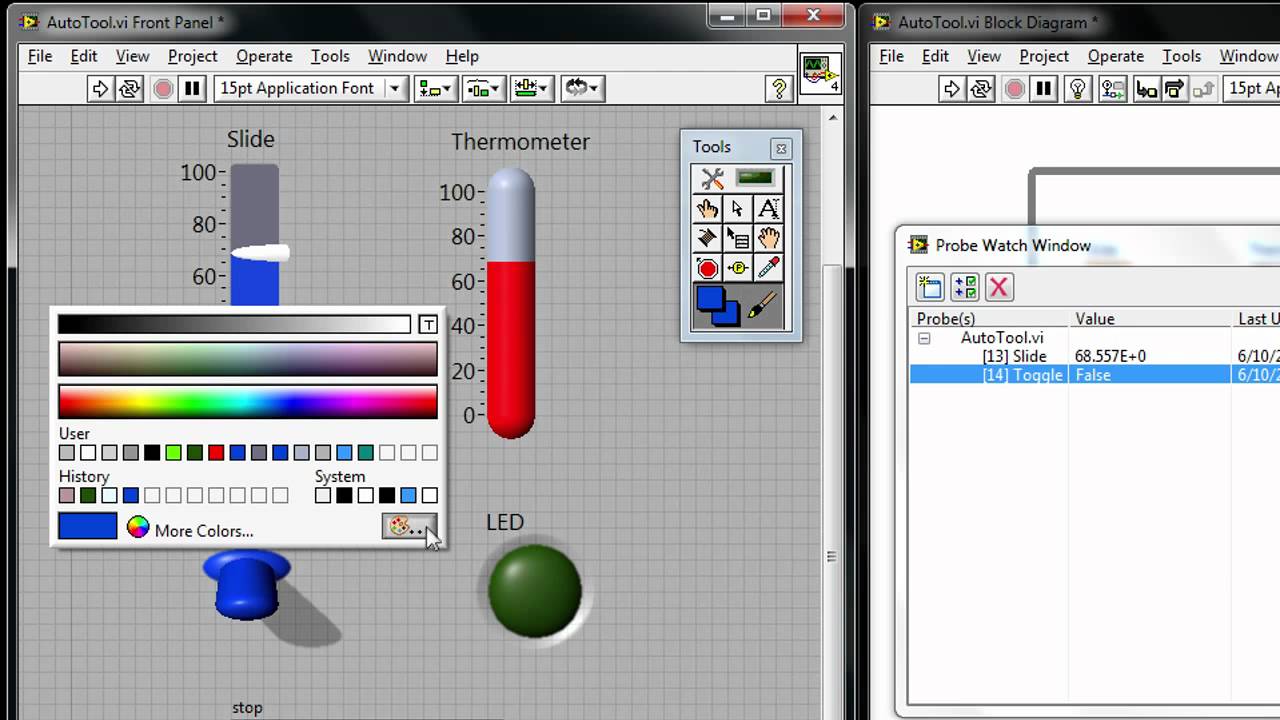 AutoTool.vi Front Panel *
File Edit View Project Operate Tools Window Help
15pt Application Font
?
4
Slide
100
80
60
Thermometer
100
80
60
40
20
0
Tools
T
User
History
System
More Colors...
LED
stop
AutoTool.vi Block Diagram *
File Edit View Project Operate Tools Window
15pt Ap
Probe Watch Window
Probe(s) Value Last U
AutoTool.vi
[13] Slide 68.557E+0 6/10/2
[14] Toggle False 6/10/2